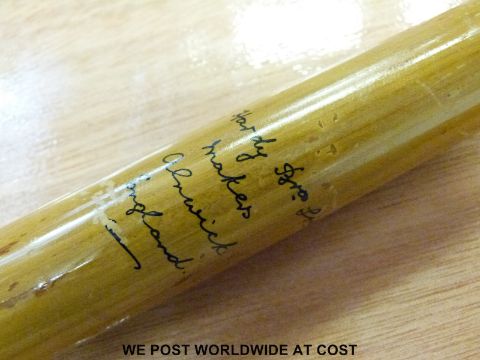 Hardy Bros L
Makers
Alnwick
England.
WE POST WORLDWIDE AT COST